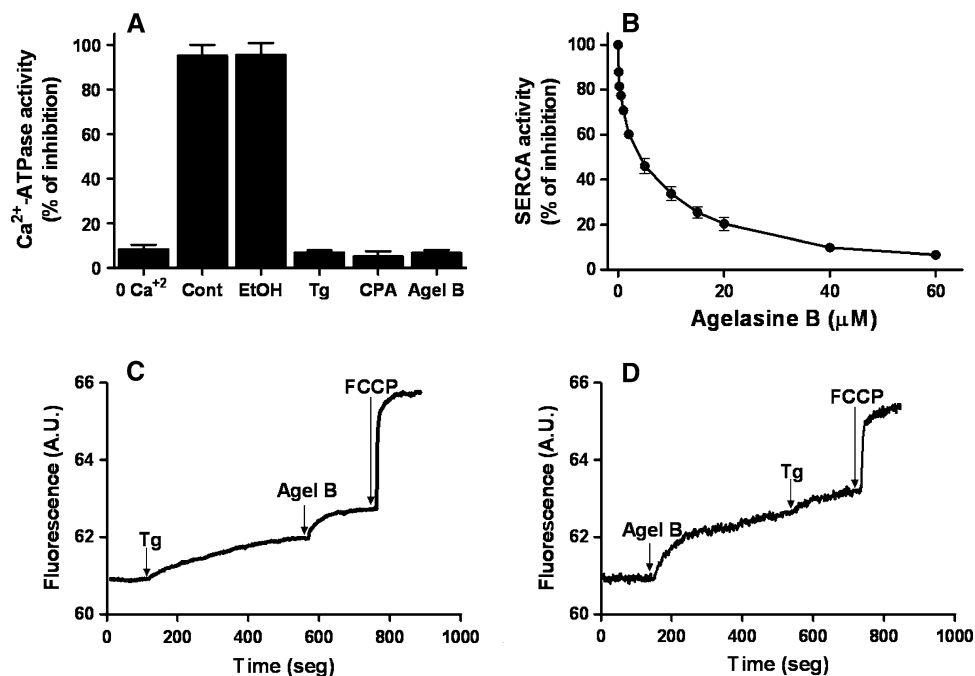 A
Ca2+-ATPase activity
(% of inhibition)
100
80
60
40
20
0
0 Ca+2
Cont
EtOH
Tg
CPA
Agel B
B
SERCA activity
(% of inhibition)
100
80
60
40
20
0
0
20
40
60
Agelasine B (μM)
C
Fluorescence (A.U.)
66
64
62
60
Tg
Agel B
FCCP
0
200
400
600
800
1000
Time (seg)
D
Fluorescence (A.U.)
66
64
62
60
Agel B
Tg
FCCP
0
200
400
600
800
1000
Time (seg)